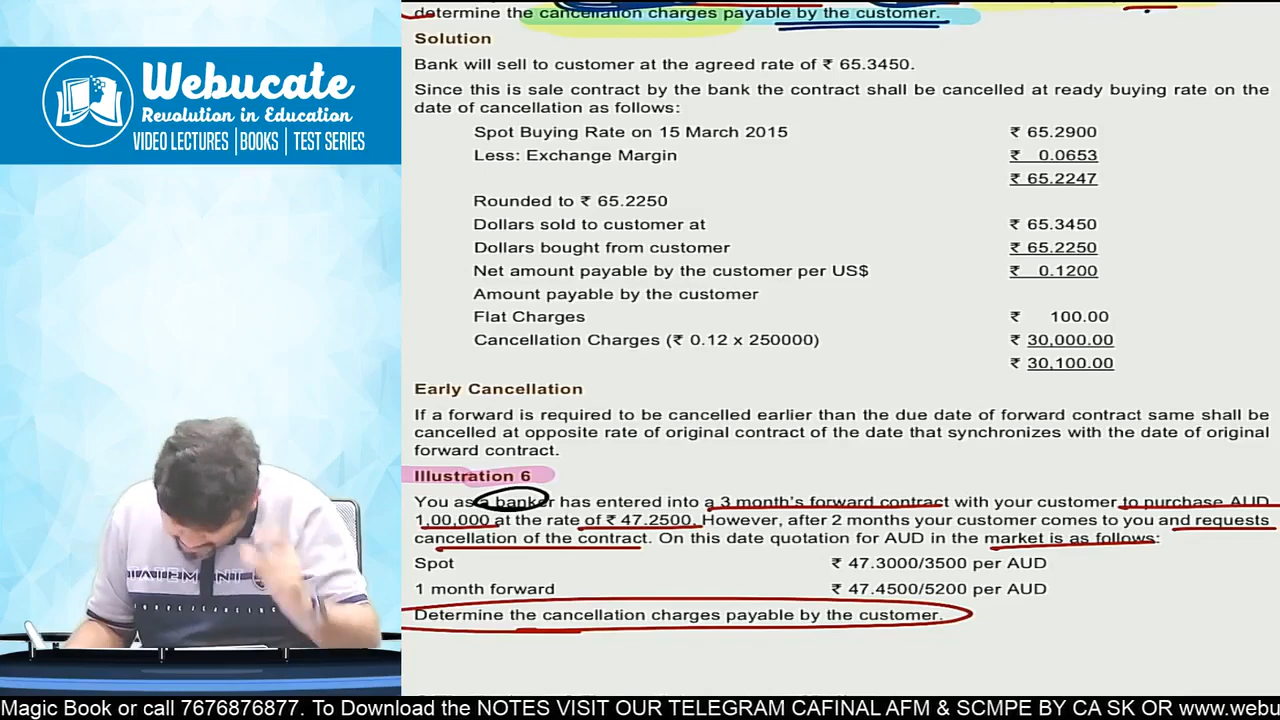 determine the cancellation charges payable by the customer.
Solution
Bank will sell to customer at the agreed rate of ₹ 65.3450.
Since this is sale contract by the bank the contract shall be cancelled at ready buying rate on the
date of cancellation as follows:
Spot Buying Rate on 15 March 2015 ₹ 65.2900
Less: Exchange Margin ₹ 0.0653
₹ 65.2247
Rounded to ₹ 65.2250
Dollars sold to customer at ₹ 65.3450
Dollars bought from customer ₹ 65.2250
Net amount payable by the customer per US$ ₹ 0.1200
Amount payable by the customer
Flat Charges ₹ 100.00
Cancellation Charges (₹ 0.12 x 250000) ₹ 30,000.00
₹ 30,100.00
Early Cancellation
If a forward is required to be cancelled earlier than the due date of forward contract same shall be
cancelled at opposite rate of original contract of the date that synchronizes with the date of original
forward contract.
Illustration 6
You as a banker has entered into a 3 month's forward contract with your customer to purchase AUD
1,00,000 at the rate of ₹ 47.2500. However, after 2 months your customer comes to you and requests
cancellation of the contract. On this date quotation for AUD in the market is as follows:
Spot ₹ 47.3000/3500 per AUD
1 month forward ₹ 47.4500/5200 per AUD
Determine the cancellation charges payable by the customer.
Webucate
Revolution in Education
VIDEO LECTURES | BOOKS | TEST SERIES
Magic Book or call 7676876877. To Download the NOTES VISIT OUR TELEGRAM CAFINAL AFM & SCMPE BY CA SK OR www.webu